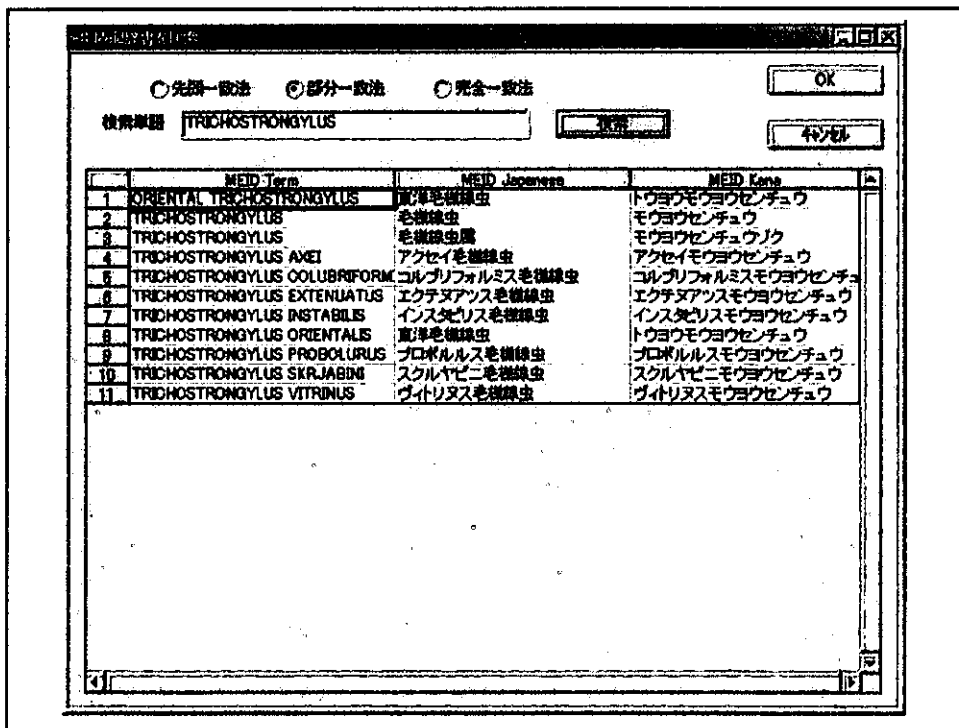 先頭一致法 部分一致法 完全一致法 OK
検索単語 TRICHOSTRONGYLUS 検索 キャンセル
MEID Term MEID Japanese MEID Kana
1 ORIENTAL TRICHOSTRONGYLUS 東洋毛様線虫 トウヨウモウヨウセンチュウ
2 TRICHOSTRONGYLUS 毛様線虫 モウヨウセンチュウ
3 TRICHOSTRONGYLUS 毛様線虫属 モウヨウセンチュウゾク
4 TRICHOSTRONGYLUS AXEI アクセイ毛様線虫 アクセイモウヨウセンチュウ
5 TRICHOSTRONGYLUS COLUBRIFORM コルブリフォルミス毛様線虫 コルブリフォルミスモウヨウセンチュ
6 TRICHOSTRONGYLUS EXTENUATUS エクテヌアツス毛様線虫 エクテヌアツスモウヨウセンチュウ
7 TRICHOSTRONGYLUS INSTABILIS インスタビリス毛様線虫 インスタビリスモウヨウセンチュウ
8 TRICHOSTRONGYLUS ORIENTALIS 東洋毛様線虫 トウヨウモウヨウセンチュウ
9 TRICHOSTRONGYLUS PROBOLURUS プロボルルス毛様線虫 プロボルルスモウヨウセンチュウ
10 TRICHOSTRONGYLUS SKRJABINI スクルヤビニ毛様線虫 スクルヤビニモウヨウセンチュウ
11 TRICHOSTRONGYLUS VITRINUS ヴィトリヌス毛様線虫 ヴィトリヌスモウヨウセンチュウ